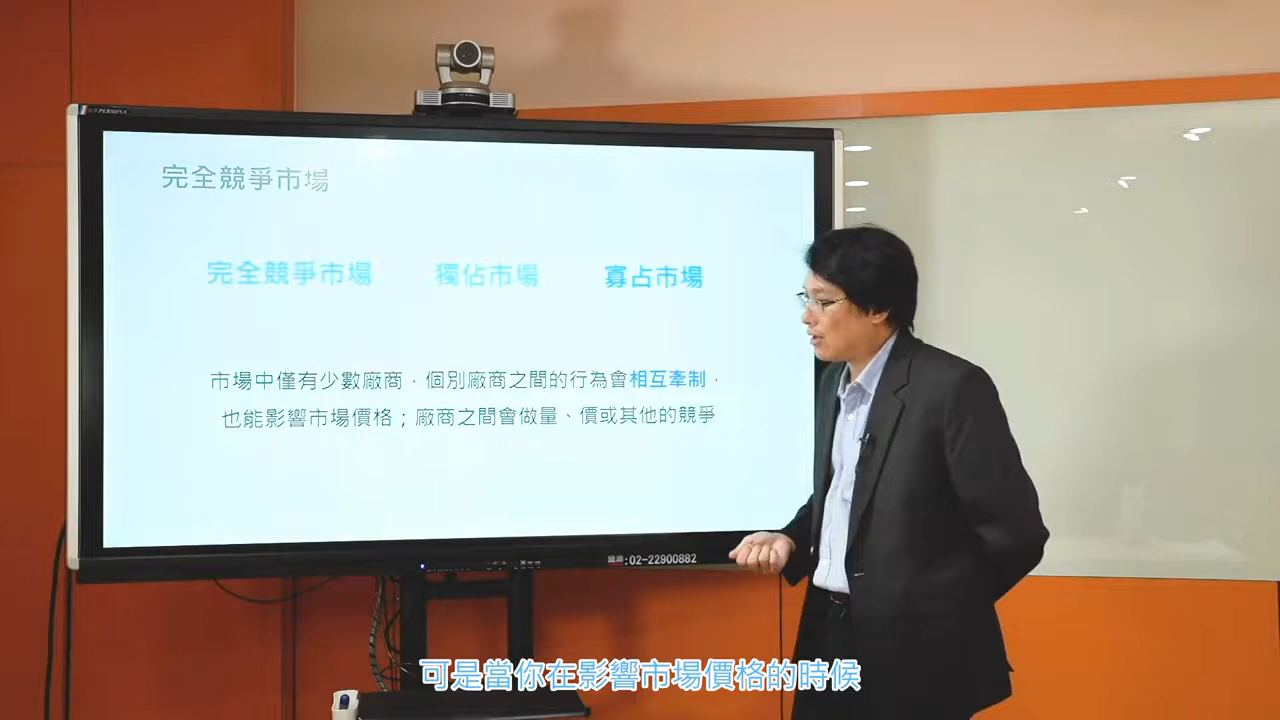 PERSONA
完全競爭市場
完全競爭市場 獨佔市場 寡占市場
市場中僅有少數廠商，個別廠商之間的行為會相互牽制，
也能影響市場價格；廠商之間會做量、價或其他的競爭
:02-22900882
可是當你在影響市場價格的時候